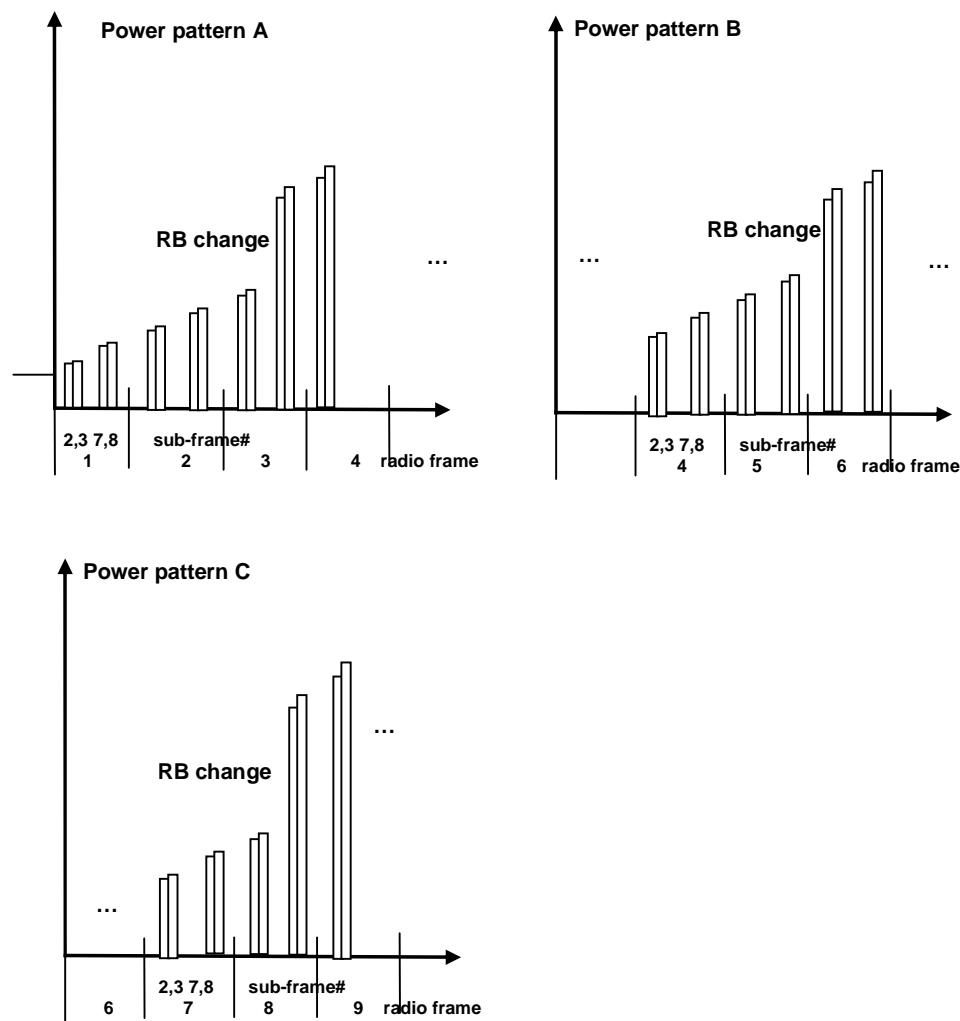 Power pattern A
RB change
…
2,3 7,8 sub-frame#
1 2 3 4 radio frame
Power pattern B
RB change
…
…
2,3 7,8 sub-frame#
4 5 6 radio frame
Power pattern C
…
RB change
…
2,3 7,8 sub-frame#
6 7 8 9 radio frame